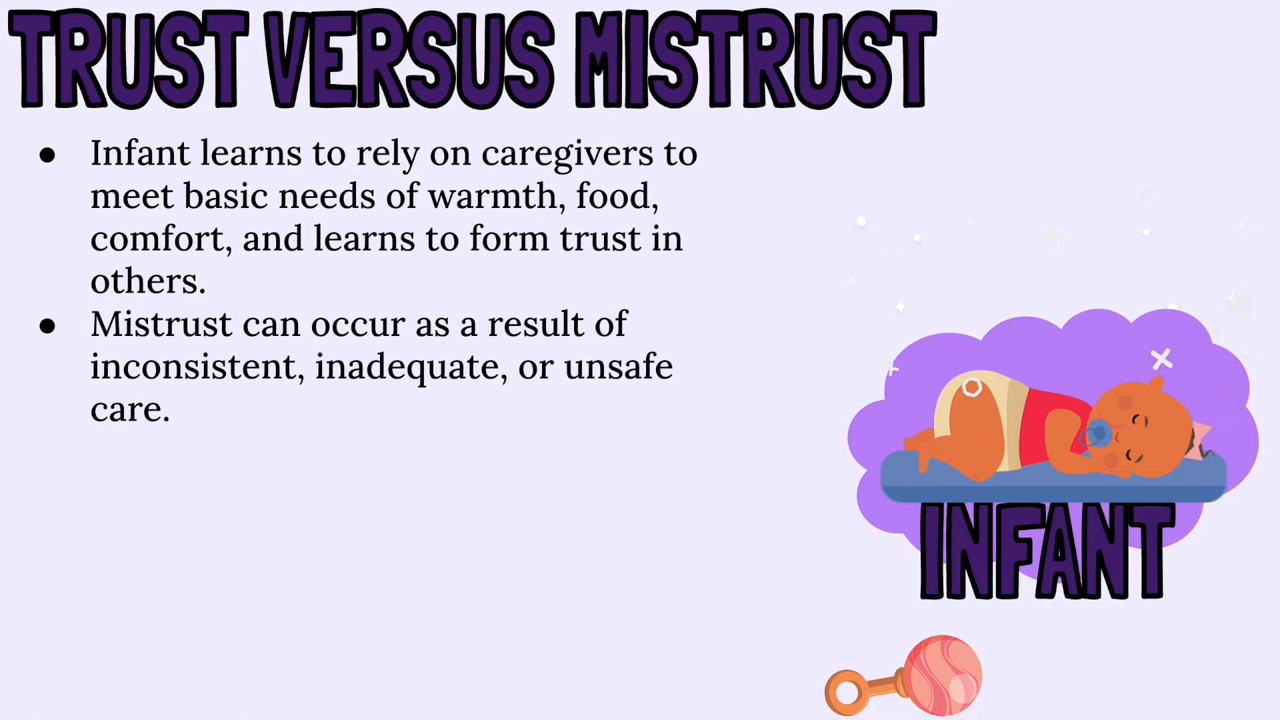 TRUST VERSUS MISTRUST
● Infant learns to rely on caregivers to
meet basic needs of warmth, food,
comfort, and learns to form trust in
others.
● Mistrust can occur as a result of
inconsistent, inadequate, or unsafe
care.
INFANT